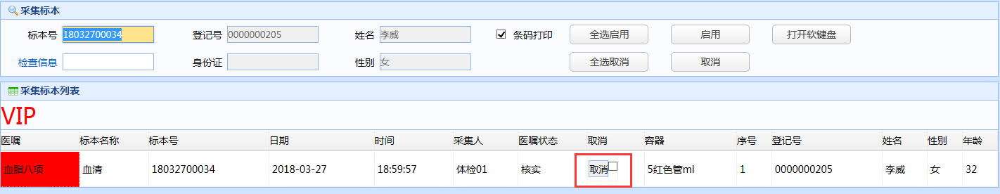 采集标本
标本号 18032700034 登记号 0000000205 姓名 李威 条码打印 全选启用 启用 打开软键盘
检查信息 身份证 性别 女 全选取消 取消
采集标本列表
VIP
医嘱 标本名称 标本号 日期 时间 采集人 医嘱状态 取消 容器 序号 登记号 姓名 性别 年龄
血脂八项 血清 18032700034 2018-03-27 18:59:57 体检01 核实 取消 5红色管ml 1 0000000205 李威 女 32